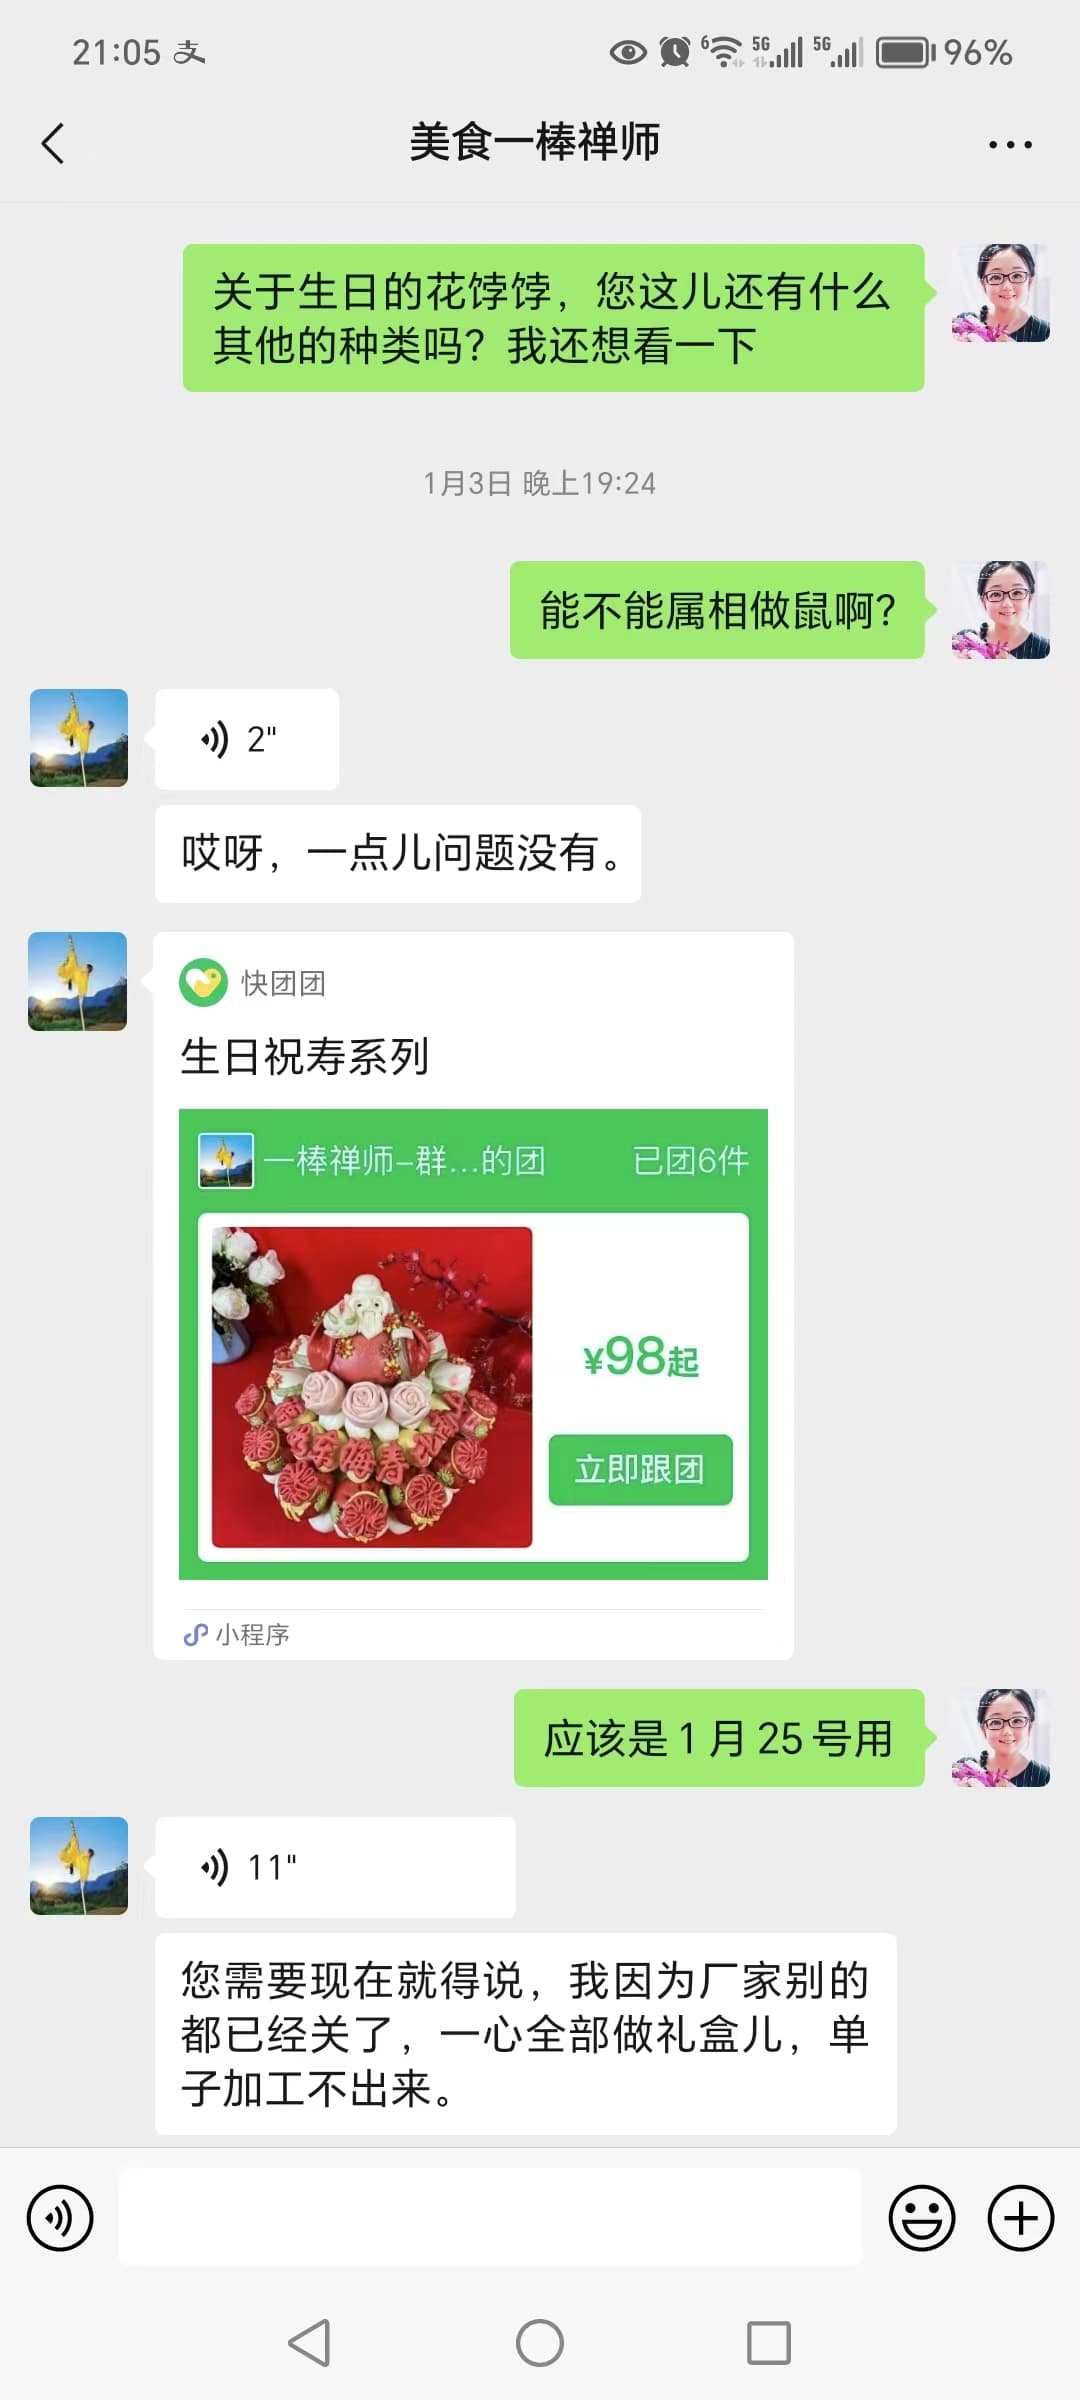 21:05 支
6 5G 5G 96%
美食一棒禅师
关于生日的花饽饽，您这儿还有什么
其他的种类吗？我还想看一下
1月3日 晚上19:24
能不能属相做鼠啊？
2"
哎呀，一点儿问题没有。
快团团
生日祝寿系列
一棒禅师-群...的团
已团6件
¥98起
立即跟团
小程序
应该是 1 月 25 号用
11"
您需要现在就得说，我因为厂家别的
都已经关了，一心全部做礼盒儿，单
子加工不出来。